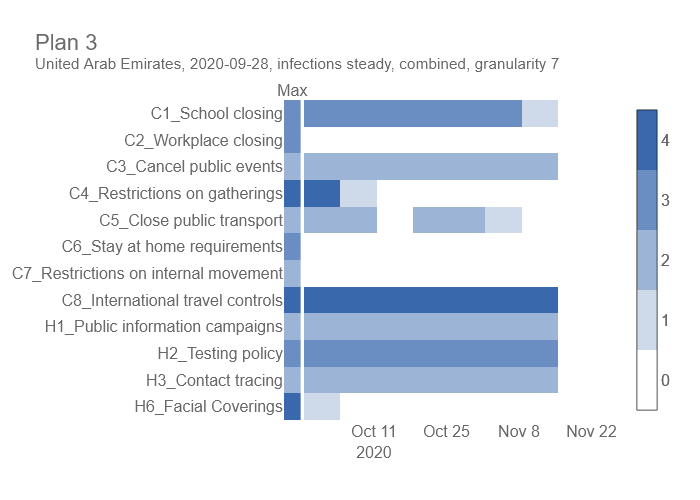 Plan 3
United Arab Emirates, 2020-09-28, infections steady, combined, granularity 7
Max
C1_School closing
C2_Workplace closing
C3_Cancel public events
C4_Restrictions on gatherings
C5_Close public transport
C6_Stay at home requirements
C7_Restrictions on internal movement
C8_International travel controls
H1_Public information campaigns
H2_Testing policy
H3_Contact tracing
H6_Facial Coverings
Oct 11 Oct 25 Nov 8 Nov 22
2020
4
3
2
1
0